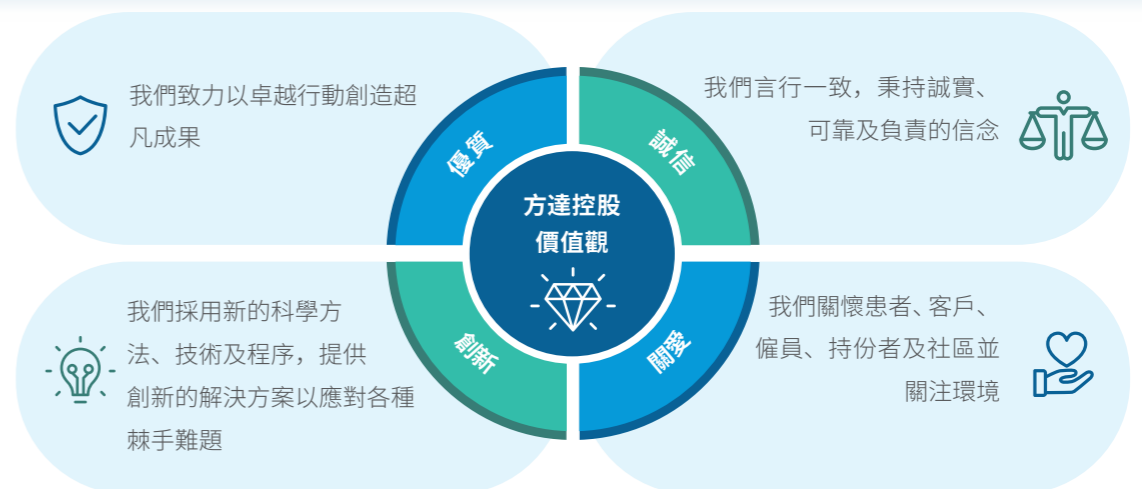 我們致力以卓越行動創造超
凡成果
優質
我們言行一致，秉持誠實、
可靠及負責的信念
誠信
方達控股
價值觀
我們採用新的科學方
法、技術及程序，提供
創新的解決方案以應對各種
棘手難題
創新
我們關懷患者、客戶、
僱員、持份者及社區並
關注環境
關愛